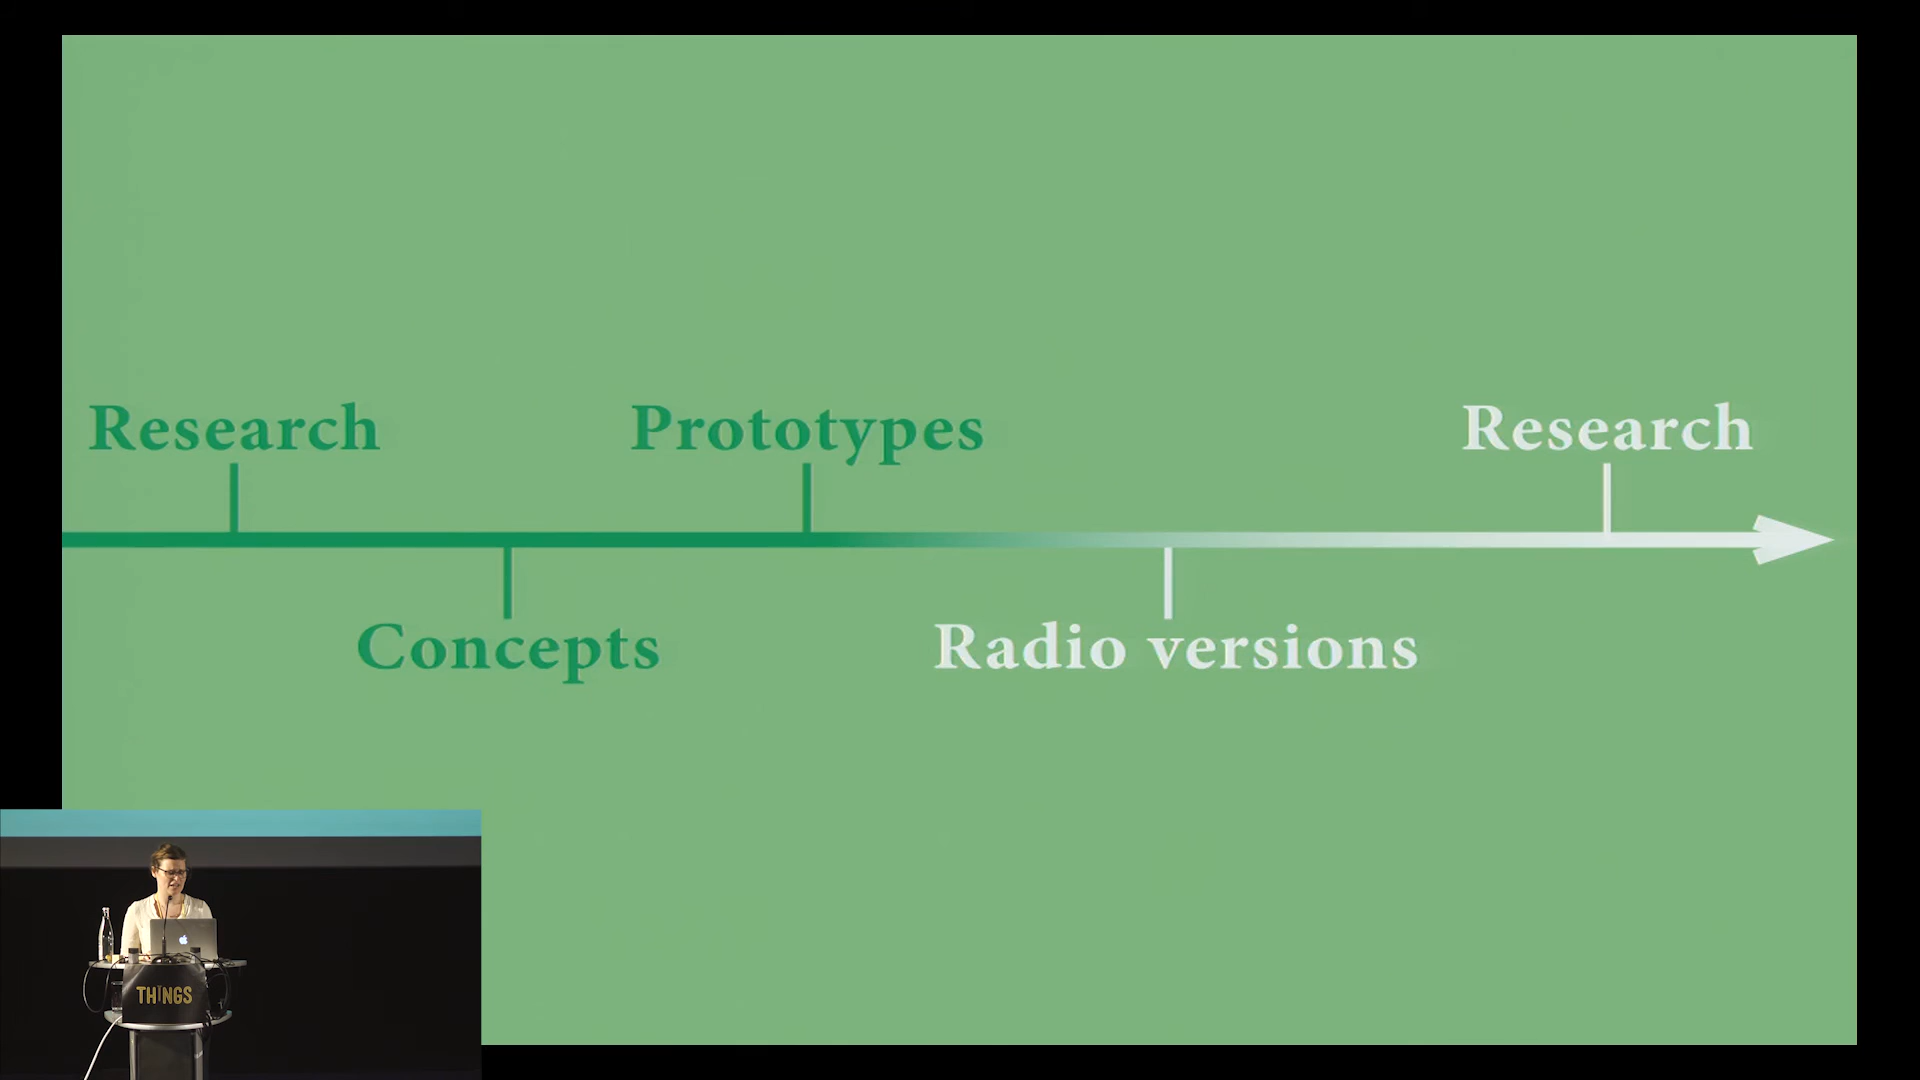 Research
Prototypes
Research
Concepts
Radio versions
THINGS